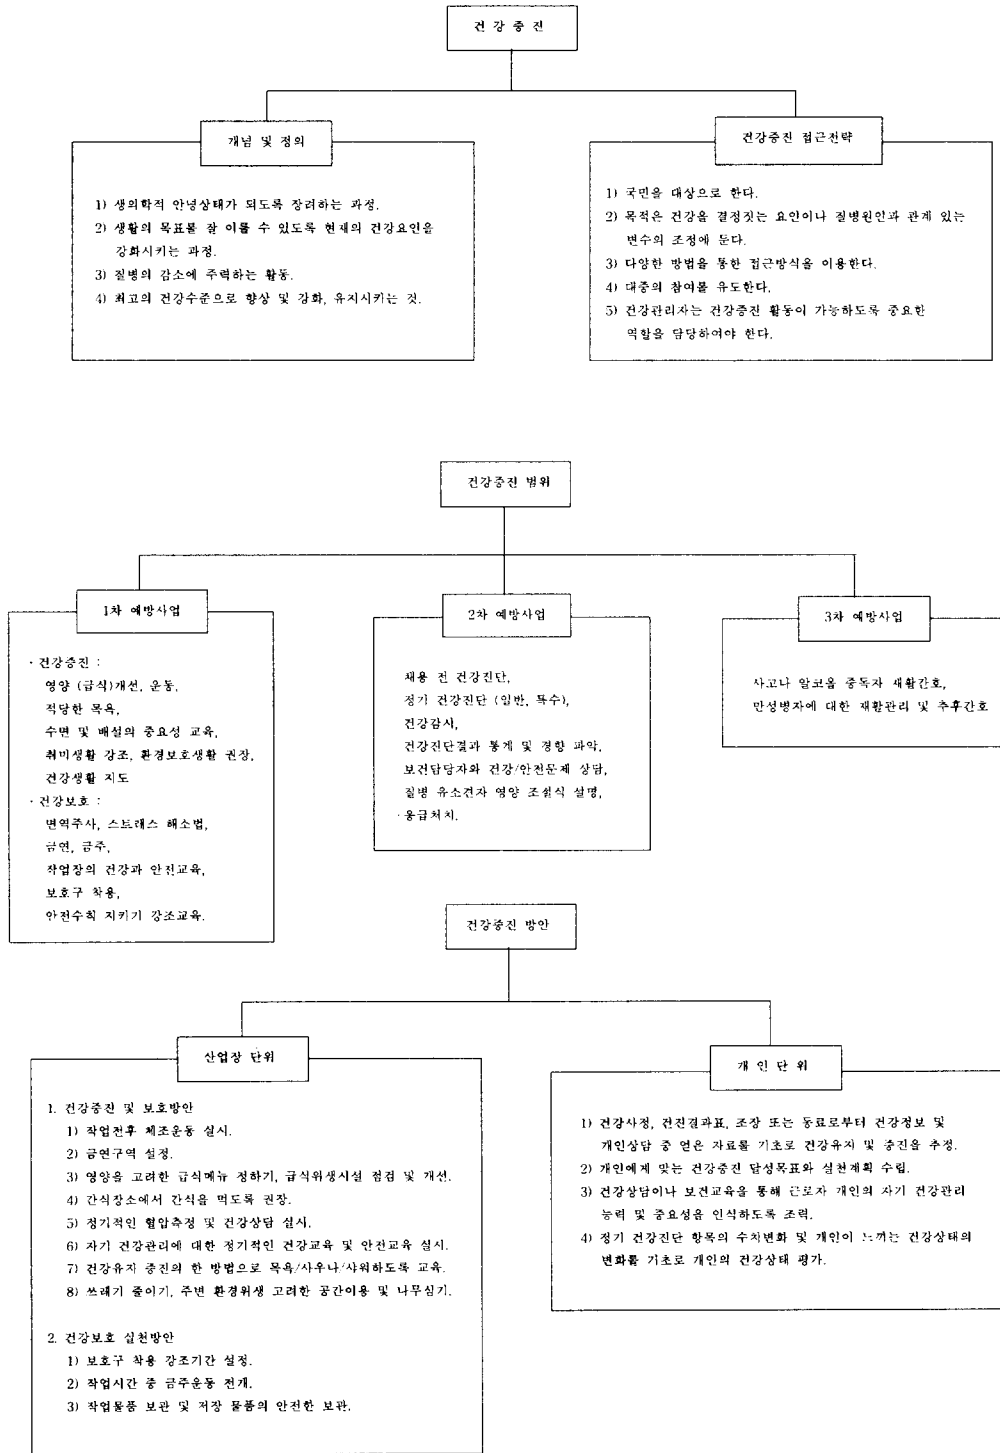 건 강 증 진
개념 및 정의
1) 생의학적 안녕상태가 되도록 장려하는 과정.
2) 생활의 목표를 잘 이룰 수 있도록 현재의 건강요인을
강화시키는 과정.
3) 질병의 감소에 주력하는 활동.
4) 최고의 건강수준으로 향상 및 강화, 유지시키는 것.
건강증진 접근전략
1) 국민을 대상으로 한다.
2) 목적은 건강을 결정짓는 요인이나 질병원인과 관계 있는
변수의 조정에 둔다.
3) 다양한 방법을 통한 접근방식을 이용한다.
4) 대중의 참여를 유도한다.
5) 건강관리자는 건강증진 활동이 가능하도록 중요한
역할을 담당하여야 한다.
건강증진 범위
1차 예방사업
· 건강증진 :
영양 (급식)개선, 운동,
적당한 목욕,
수면 및 배설의 중요성 교육,
취미생활 강조, 환경보호생활 권장,
건강생활 지도
· 건강보호 :
면역주사, 스트래스 해소법,
금연, 금주,
작업장의 건강과 안전교육,
보호구 착용,
안전수칙 지키기 강조교육.
2차 예방사업
채용 전 건강진단,
정기 건강진단 (일반, 특수),
건강감사,
건강진단결과 통계 및 경향 파악,
보건담당자와 건강/안전문제 상담,
질병 유소견자 영양 조절식 설명,
· 응급처치.
3차 예방사업
사고나 알코올 중독자 재활간호,
만성병자에 대한 재활관리 및 추후간호
건강증진 방안
산업장 단위
1. 건강증진 및 보호방안
1) 작업전후 체조운동 실시.
2) 금연구역 설정.
3) 영양을 고려한 급식메뉴 정하기, 급식위생시설 점검 및 개선.
4) 간식장소에서 간식을 먹도록 권장.
5) 정기적인 혈압측정 및 건강상담 실시.
6) 자기 건강관리에 대한 정기적인 건강교육 및 안전교육 실시.
7) 건강유지 증진의 한 방법으로 목욕/사우나/샤워하도록 교육.
8) 쓰레기 줄이기, 주변 환경위생 고려한 공간이용 및 나무심기.
2. 건강보호 실천방안
1) 보호구 착용 강조기간 설정.
2) 작업시간 중 금주운동 전개.
3) 작업물품 보관 및 저장 물품의 안전한 보관.
개 인 단 위
1) 건강사정, 건진결과표, 조장 또는 동료로부터 건강정보 및
개인상담 중 얻은 자료를 기초로 건강유지 및 증진을 추정.
2) 개인에게 맞는 건강증진 달성목표와 실천계획 수립.
3) 건강상담이나 보건교육을 통해 근로자 개인의 자기 건강관리
능력 및 중요성을 인식하도록 조력.
4) 정기 건강진단 항목의 수치변화 및 개인이 느끼는 건강상태의
변화를 기초로 개인의 건강상태 평가.